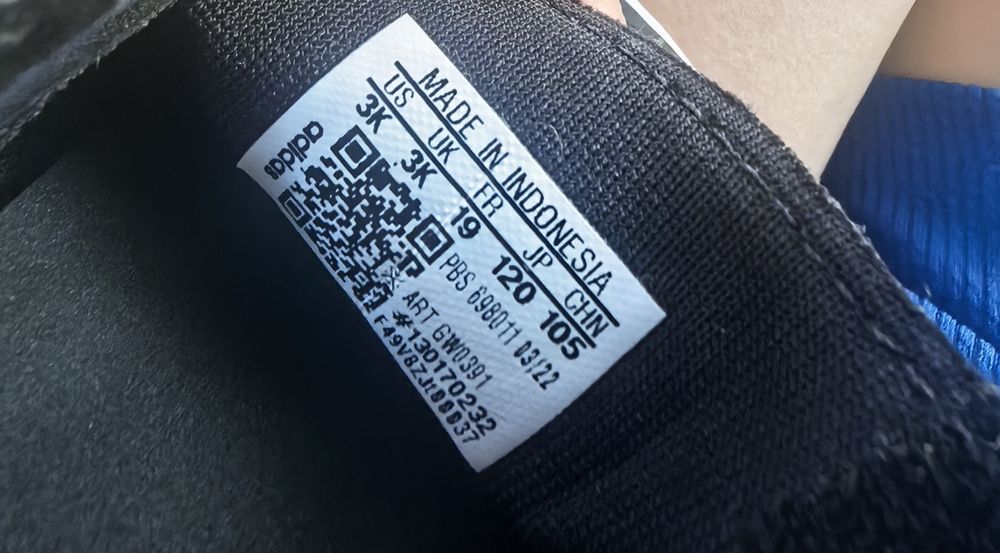 MADE IN INDONESIA
US UK FR JP CHN
3K 3K 19 120 105
adidas
PBS 698011 03/22
ART GW0391
#130170232